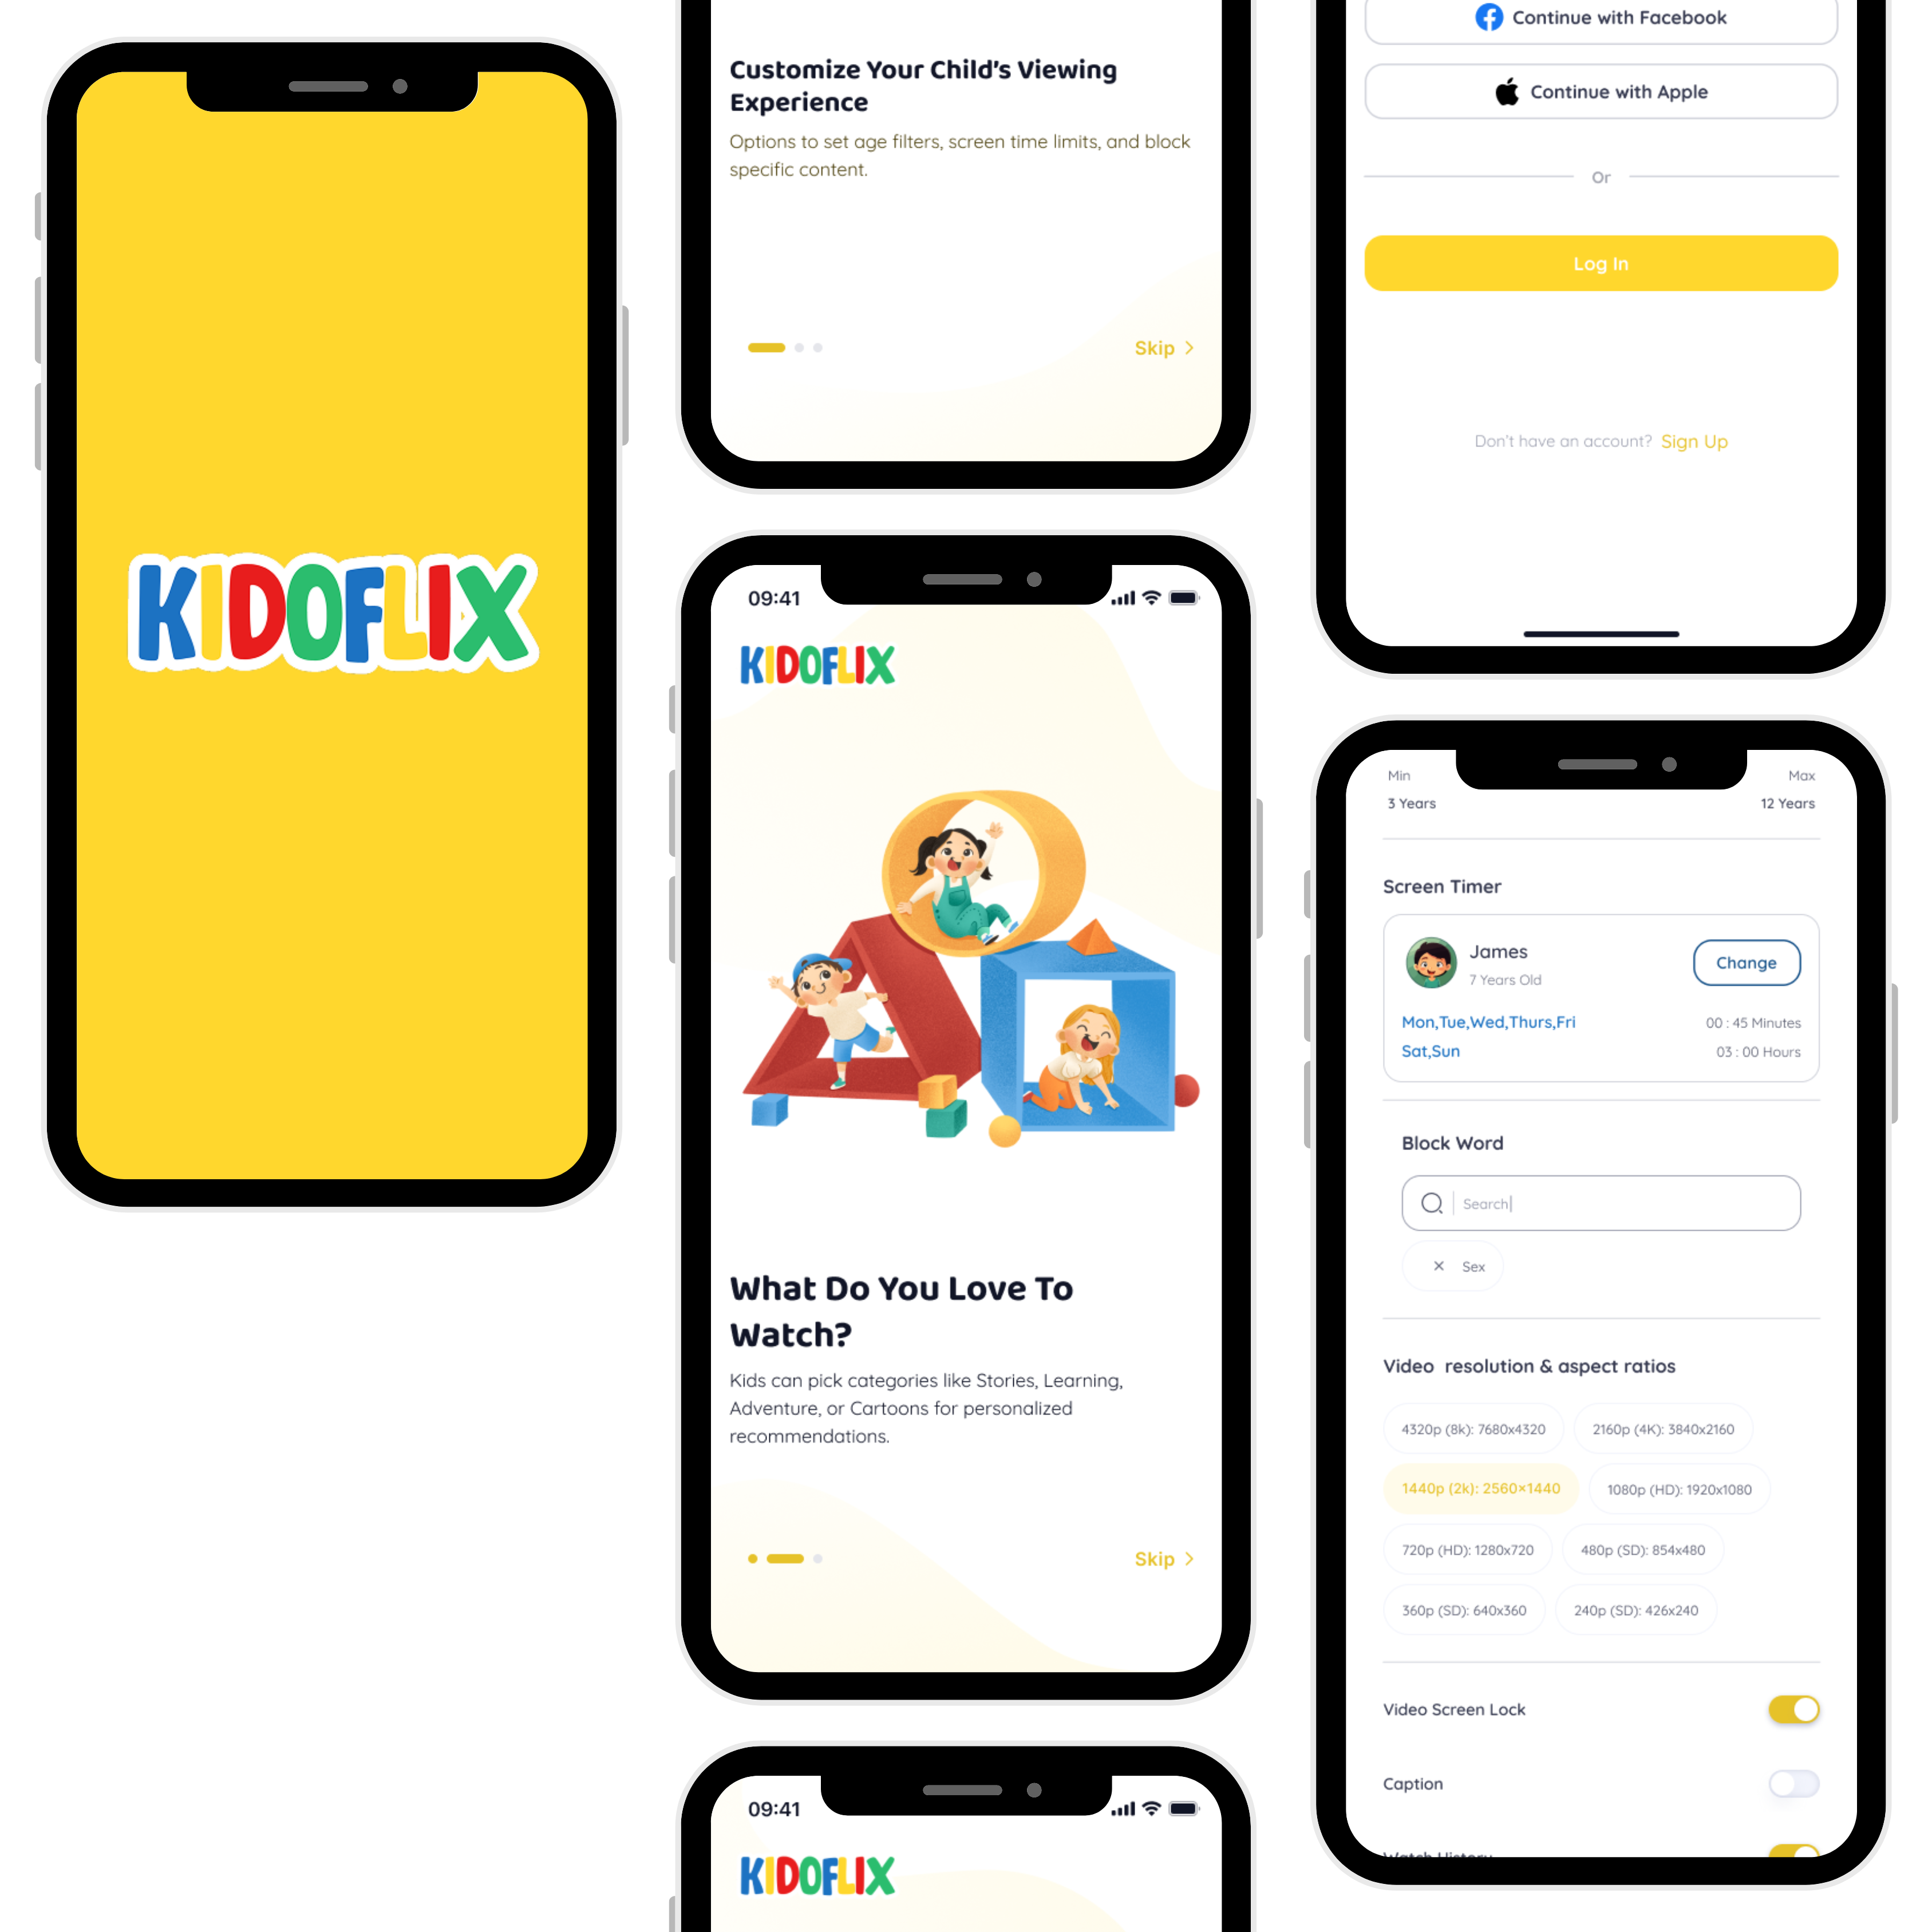 KIDOFLIX
Customize Your Child's Viewing
Experience
Options to set age filters, screen time limits, and block
specific content.
Skip >
09:41
KIDOFLIX
What Do You Love To
Watch?
Kids can pick categories like Stories, Learning,
Adventure, or Cartoons for personalized
recommendations.
Skip >
09:41
KIDOFLIX
Continue with Facebook
Continue with Apple
Or
Log In
Don't have an account? Sign Up
Min Max
3 Years 12 Years
Screen Timer
James
7 Years Old
Change
Mon,Tue,Wed,Thurs,Fri 00 : 45 Minutes
Sat,Sun 03 : 00 Hours
Block Word
Search
× Sex
Video resolution & aspect ratios
4320p (8k): 7680x4320 2160p (4K): 3840x2160
1440p (2k): 2560×1440 1080p (HD): 1920x1080
720p (HD): 1280x720 480p (SD): 854x480
360p (SD): 640x360 240p (SD): 426x240
Video Screen Lock
Caption
Watch History